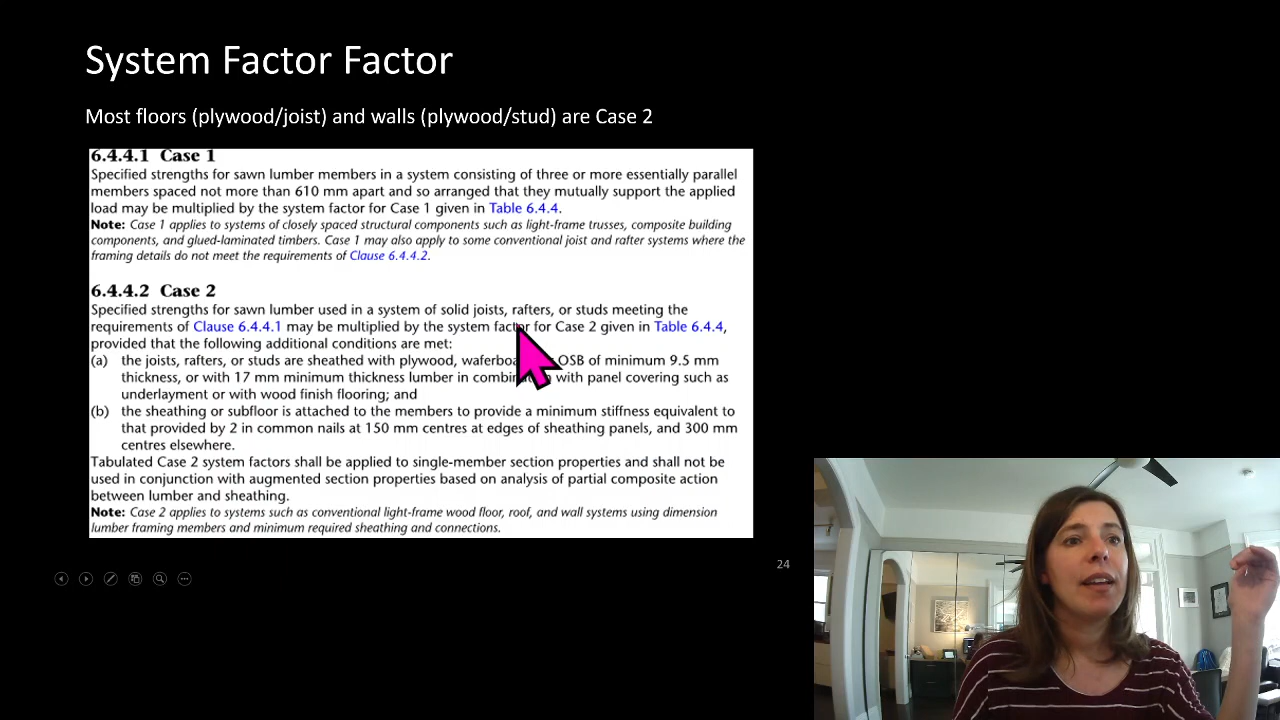 System Factor Factor
Most floors (plywood/joist) and walls (plywood/stud) are Case 2
6.4.4.1 Case 1
Specified strengths for sawn lumber members in a system consisting of three or more essentially parallel
members spaced not more than 610 mm apart and so arranged that they mutually support the applied
load may be multiplied by the system factor for Case 1 given in Table 6.4.4.
Note: Case 1 applies to systems of closely spaced structural components such as light-frame trusses, composite building
components, and glued-laminated timbers. Case 1 may also apply to some conventional joist and rafter systems where the
framing details do not meet the requirements of Clause 6.4.4.2.
6.4.4.2 Case 2
Specified strengths for sawn lumber used in a system of solid joists, rafters, or studs meeting the
requirements of Clause 6.4.4.1 may be multiplied by the system factor for Case 2 given in Table 6.4.4,
provided that the following additional conditions are met:
(a) the joists, rafters, or studs are sheathed with plywood, OSB of minimum 9.5 mm
thickness, or with 17 mm minimum thickness lumber in with panel covering such as
underlayment or with wood finish flooring; and
(b) the sheathing or subfloor is attached to the members to provide a minimum stiffness equivalent to
that provided by 2 in common nails at 150 mm centres at edges of sheathing panels, and 300 mm
centres elsewhere.
Tabulated Case 2 system factors shall be applied to single-member section properties and shall not be
used in conjunction with augmented section properties based on analysis of partial composite action
between lumber and sheathing.
Note: Case 2 applies to systems such as conventional light-frame wood floor, roof, and wall systems using dimension
lumber framing members and minimum required sheathing and connections.
24